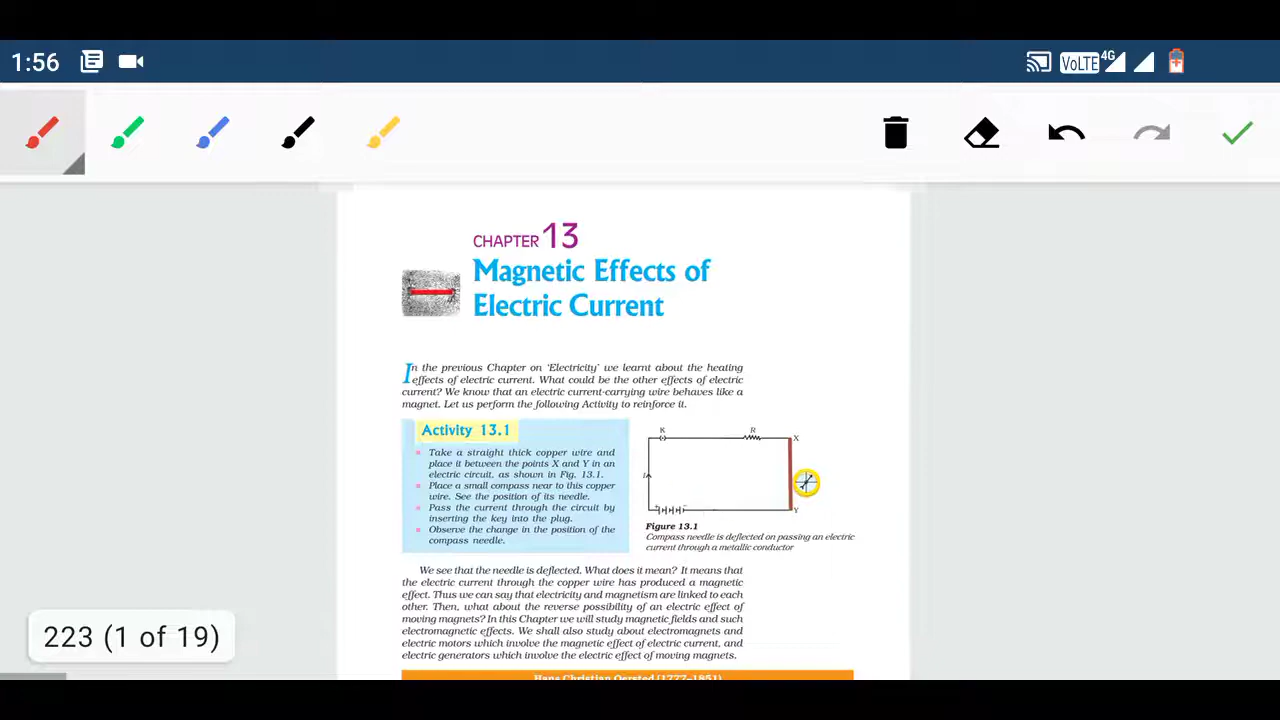 1:56
VoLTE 4G
CHAPTER 13
Magnetic Effects of
Electric Current
In the previous Chapter on ‘Electricity’ we learnt about the heating
effects of electric current. What could be the other effects of electric
current? We know that an electric current-carrying wire behaves like a
magnet. Let us perform the following Activity to reinforce it.
Activity 13.1
Take a straight thick copper wire and
place it between the points X and Y in an
electric circuit, as shown in Fig. 13.1.
Place a small compass near to this copper
wire. See the position of its needle.
Pass the current through the circuit by
inserting the key into the plug.
Observe the change in the position of the
compass needle.
K
R
X
Y
Figure 13.1
Compass needle is deflected on passing an electric
current through a metallic conductor
We see that the needle is deflected. What does it mean? It means that
the electric current through the copper wire has produced a magnetic
effect. Thus we can say that electricity and magnetism are linked to each
other. Then, what about the reverse possibility of an electric effect of
moving magnets? In this Chapter we will study magnetic fields and such
electromagnetic effects. We shall also study about electromagnets and
electric motors which involve the magnetic effect of electric current, and
electric generators which involve the electric effect of moving magnets.
Hans Christian Oersted (1777–1851)
223 (1 of 19)